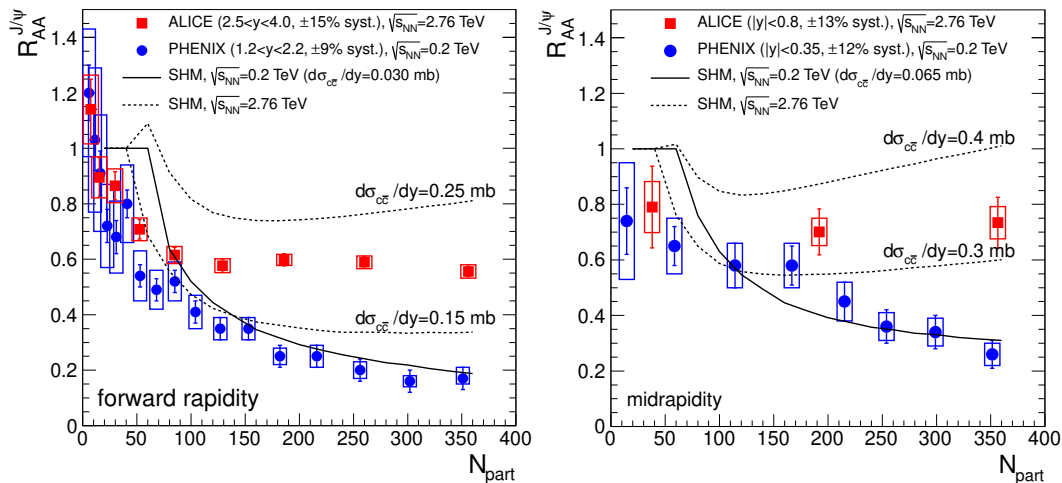 R_AA^J/ψ
ALICE (2.5<y<4.0, ±15% syst.), √s_NN=2.76 TeV
PHENIX (1.2<y<2.2, ±9% syst.), √s_NN=0.2 TeV
SHM, √s_NN=0.2 TeV (dσ_cc̅/dy=0.030 mb)
SHM, √s_NN=2.76 TeV
dσ_cc̅/dy=0.25 mb
dσ_cc̅/dy=0.15 mb
forward rapidity
1.4
1.2
1
0.8
0.6
0.4
0.2
0
0 50 100 150 200 250 300 350 400
N_part
R_AA^J/ψ
ALICE (|y|<0.8, ±13% syst.), √s_NN=2.76 TeV
PHENIX (|y|<0.35, ±12% syst.), √s_NN=0.2 TeV
SHM, √s_NN=0.2 TeV (dσ_cc̅/dy=0.065 mb)
SHM, √s_NN=2.76 TeV
dσ_cc̅/dy=0.4 mb
dσ_cc̅/dy=0.3 mb
midrapidity
1.4
1.2
1
0.8
0.6
0.4
0.2
0
0 50 100 150 200 250 300 350 400
N_part